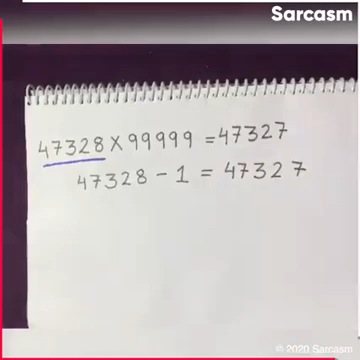 Sarcasm
47328 × 99999 = 47327
47328 - 1 = 47327
© 2020 Sarcasm